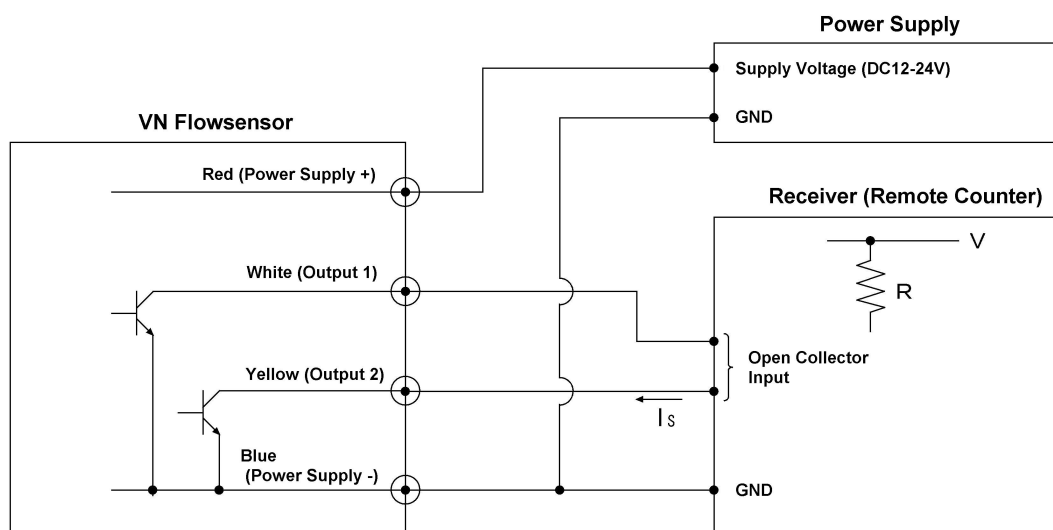 Power Supply
Supply Voltage (DC12-24V)
GND
VN Flowsensor
Red (Power Supply +)
Receiver (Remote Counter)
V
R
White (Output 1)
Open Collector
Input
Yellow (Output 2)
Is
Blue
(Power Supply -)
GND